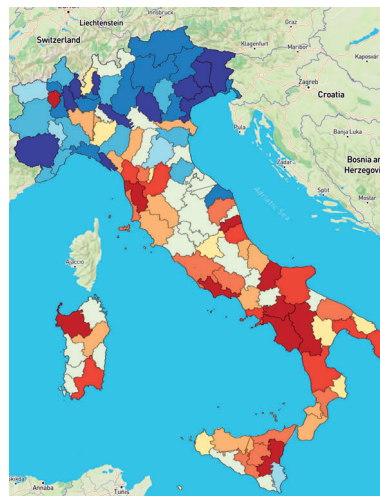 Innsbruck
Liechtenstein
Graz
Switzerland
Klagenfurt
Maribor
Kaposvár
Zagreb
Croatia
Pula
Banja Luka
Zadar
Bosnia an
Herzegovi
Split
Mostar
Adriatic Sea
Ajaccio
Skikda
Annaba
Tunis